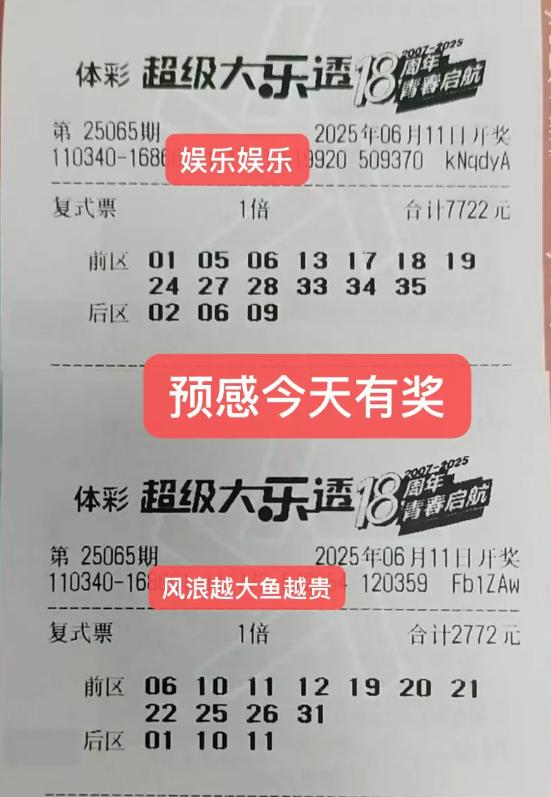 体彩 超级大乐透 18 2007-2025 周年 青春启航
第 25065期 2025年06月11日开奖
110340-1686 娱乐娱乐 19920 509370 kNqdyA
复式票 1倍 合计7722元
前区 01 05 06 13 17 18 19
24 27 28 33 34 35
后区 02 06 09
预感今天有奖
体彩 超级大乐透 18 2007-2025 周年 青春启航
第 25065期 2025年06月11日开奖
110340-168 风浪越大鱼越贵 4 120359 Fb1ZAw
复式票 1倍 合计2772元
前区 06 10 11 12 19 20 21
22 25 26 31
后区 01 10 11